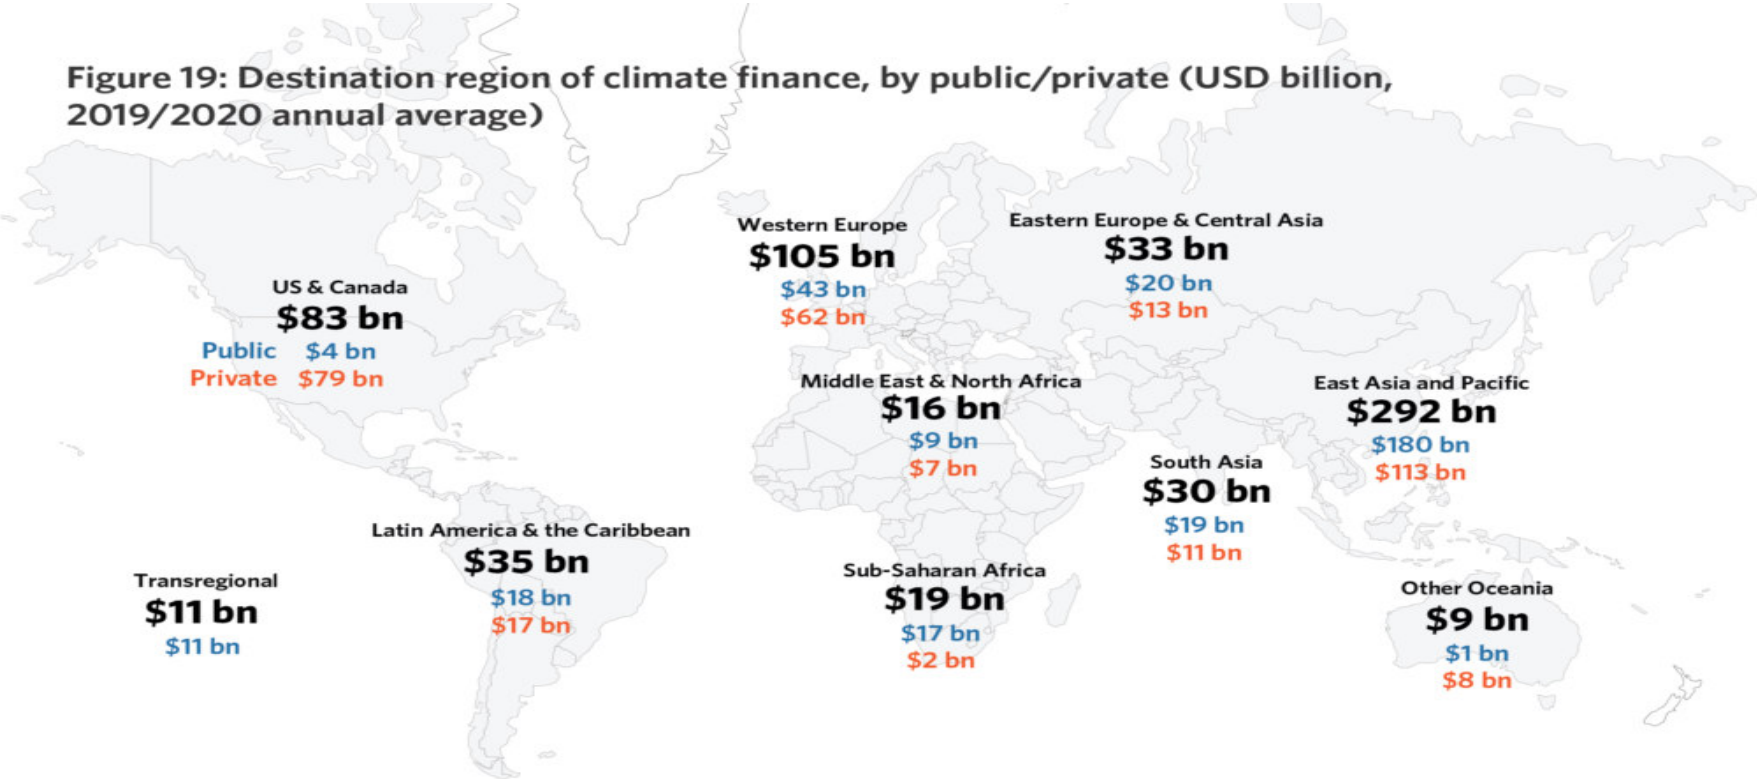 Figure 19: Destination region of climate finance, by public/private (USD billion,
2019/2020 annual average)
US & Canada
$83 bn
Public $4 bn
Private $79 bn
Western Europe
$105 bn
$43 bn
$62 bn
Eastern Europe & Central Asia
$33 bn
$20 bn
$13 bn
Middle East & North Africa
$16 bn
$9 bn
$7 bn
East Asia and Pacific
$292 bn
$180 bn
$113 bn
South Asia
$30 bn
$19 bn
$11 bn
Latin America & the Caribbean
$35 bn
$18 bn
$17 bn
Transregional
$11 bn
$11 bn
Sub-Saharan Africa
$19 bn
$17 bn
$2 bn
Other Oceania
$9 bn
$1 bn
$8 bn